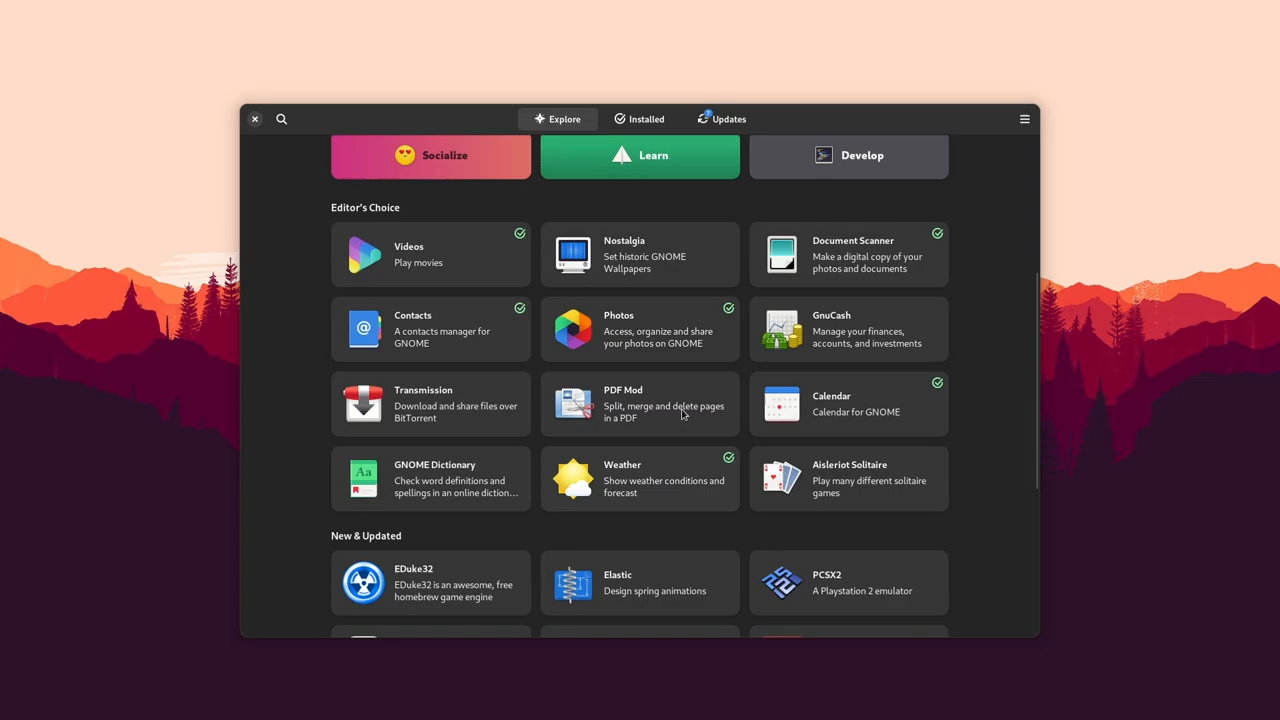 Explore
Installed
Updates
Socialize
Learn
Develop
Editor's Choice
Videos
Play movies
Nostalgia
Set historic GNOME
Wallpapers
Document Scanner
Make a digital copy of your
photos and documents
Contacts
A contacts manager for
GNOME
Photos
Access, organize and share
your photos on GNOME
GnuCash
Manage your finances,
accounts, and investments
Transmission
Download and share files over
BitTorrent
PDF Mod
Split, merge and delete pages
in a PDF
Calendar
Calendar for GNOME
Aa
GNOME Dictionary
Check word definitions and
spellings in an online diction…
Weather
Show weather conditions and
forecast
Aisleriot Solitaire
Play many different solitaire
games
New & Updated
EDuke32
EDuke32 is an awesome, free
homebrew game engine
Elastic
Design spring animations
PCSX2
A Playstation 2 emulator